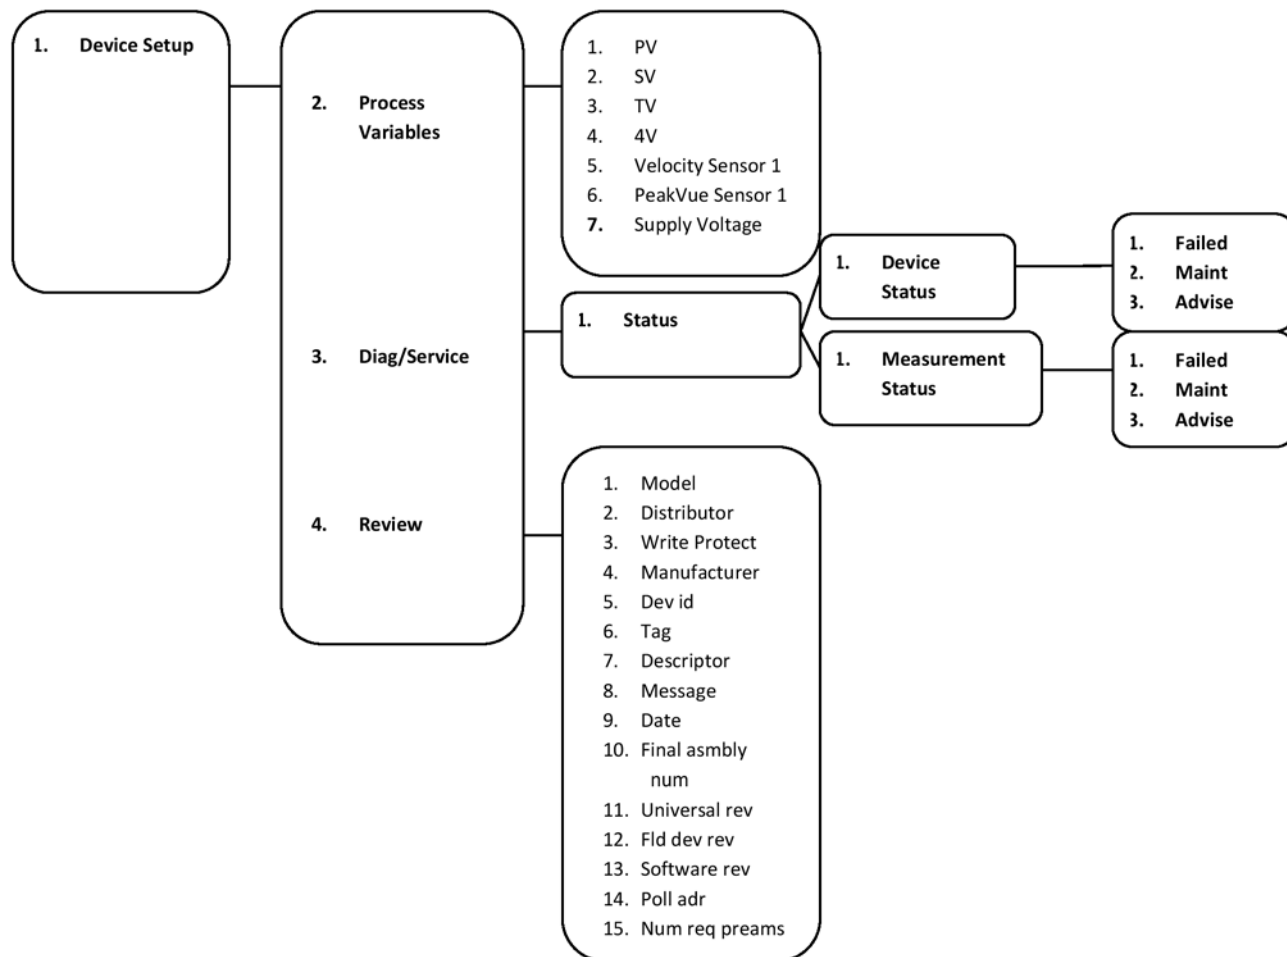 1. Device Setup
2. Process
Variables
3. Diag/Service
4. Review
1. PV
2. SV
3. TV
4. 4V
5. Velocity Sensor 1
6. PeakVue Sensor 1
7. Supply Voltage
1. Status
1. Device
Status
1. Measurement
Status
1. Failed
2. Maint
3. Advise
1. Failed
2. Maint
3. Advise
1. Model
2. Distributor
3. Write Protect
4. Manufacturer
5. Dev id
6. Tag
7. Descriptor
8. Message
9. Date
10. Final asmbly
num
11. Universal rev
12. Fld dev rev
13. Software rev
14. Poll adr
15. Num req preams